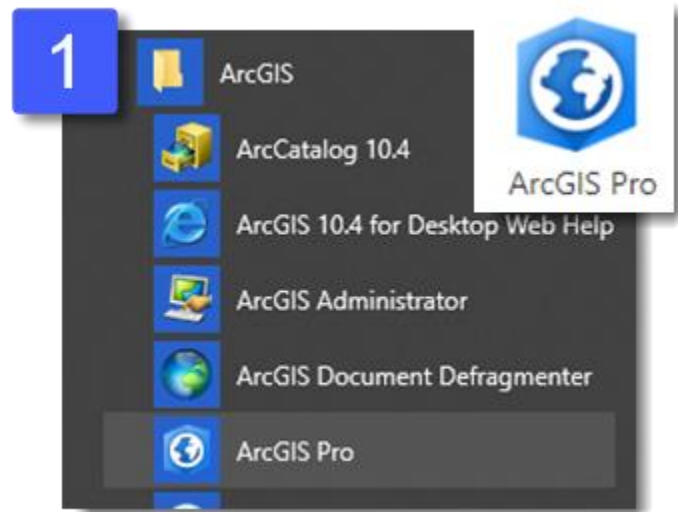 1
ArcGIS
ArcGIS Pro
ArcCatalog 10.4
ArcGIS 10.4 for Desktop Web Help
ArcGIS Administrator
ArcGIS Document Defragmenter
ArcGIS Pro